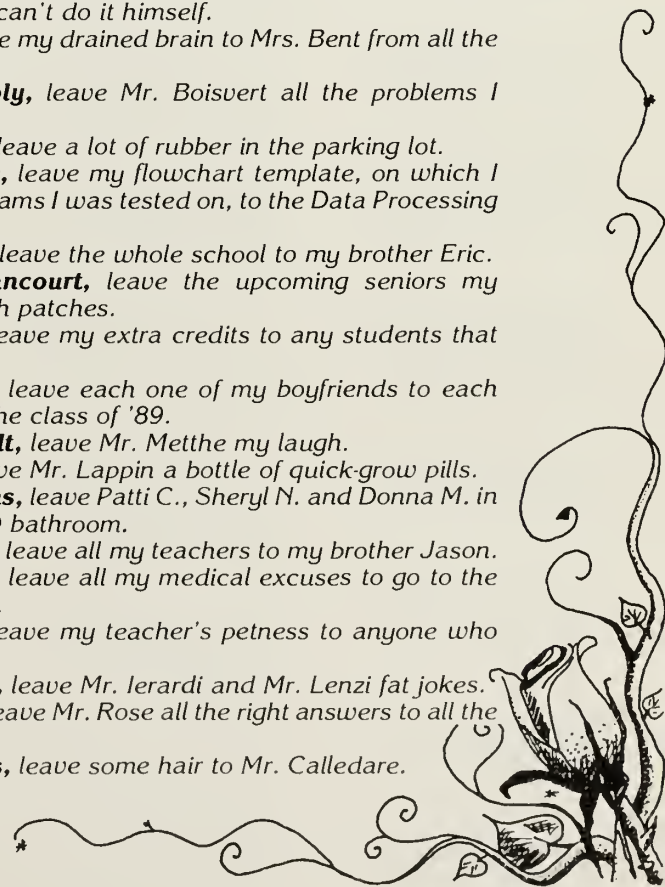 can't do it himself.
e my drained brain to Mrs. Bent from all the
ly, leave Mr. Boisvert all the problems I
leave a lot of rubber in the parking lot.
, leave my flowchart template, on which I
ams I was tested on, to the Data Processing
leave the whole school to my brother Eric.
ncourt, leave the upcoming seniors my
h patches.
eave my extra credits to any students that
leave each one of my boyfriends to each
ne class of '89.
lt, leave Mr. Metthe my laugh.
ve Mr. Lappin a bottle of quick-grow pills.
s, leave Patti C., Sheryl N. and Donna M. in
bathroom.
leave all my teachers to my brother Jason.
leave all my medical excuses to go to the
eave my teacher's petness to anyone who
, leave Mr. Ierardi and Mr. Lenzi fat jokes.
eave Mr. Rose all the right answers to all the
s, leave some hair to Mr. Calledare.